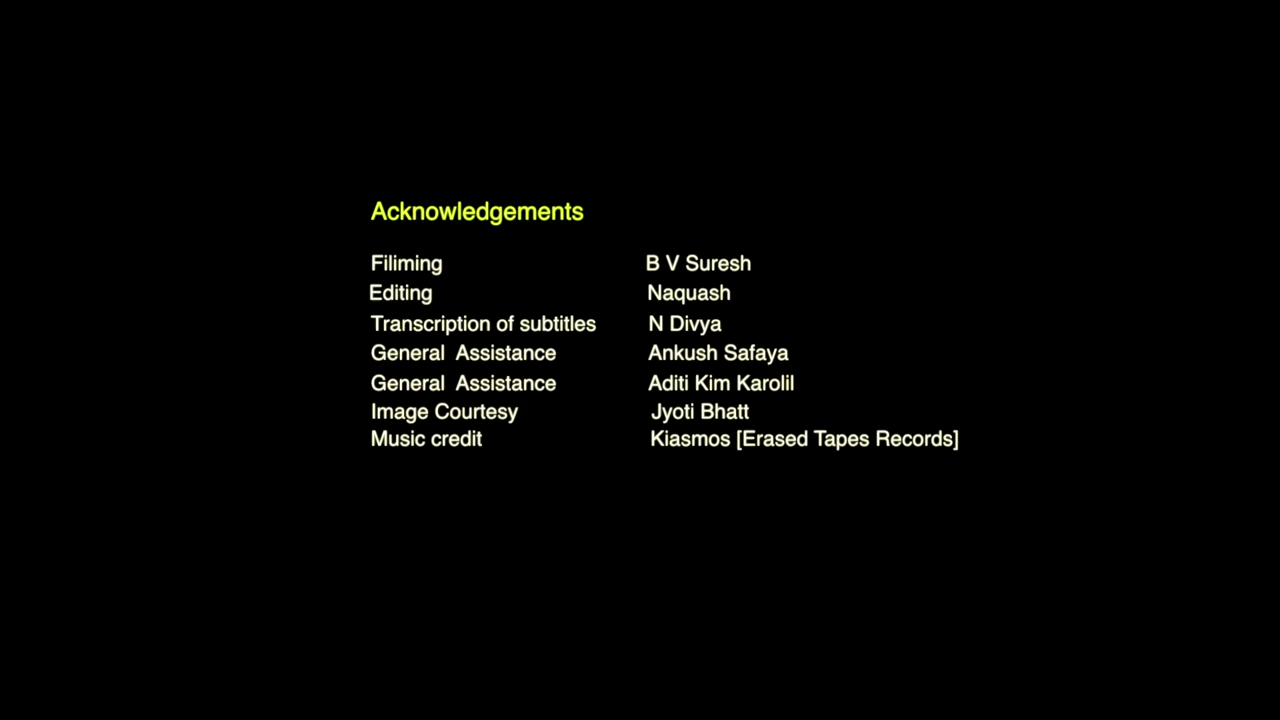 Acknowledgements
Filiming B V Suresh
Editing Naquash
Transcription of subtitles N Divya
General Assistance Ankush Safaya
General Assistance Aditi Kim Karolil
Image Courtesy Jyoti Bhatt
Music credit Kiasmos [Erased Tapes Records]